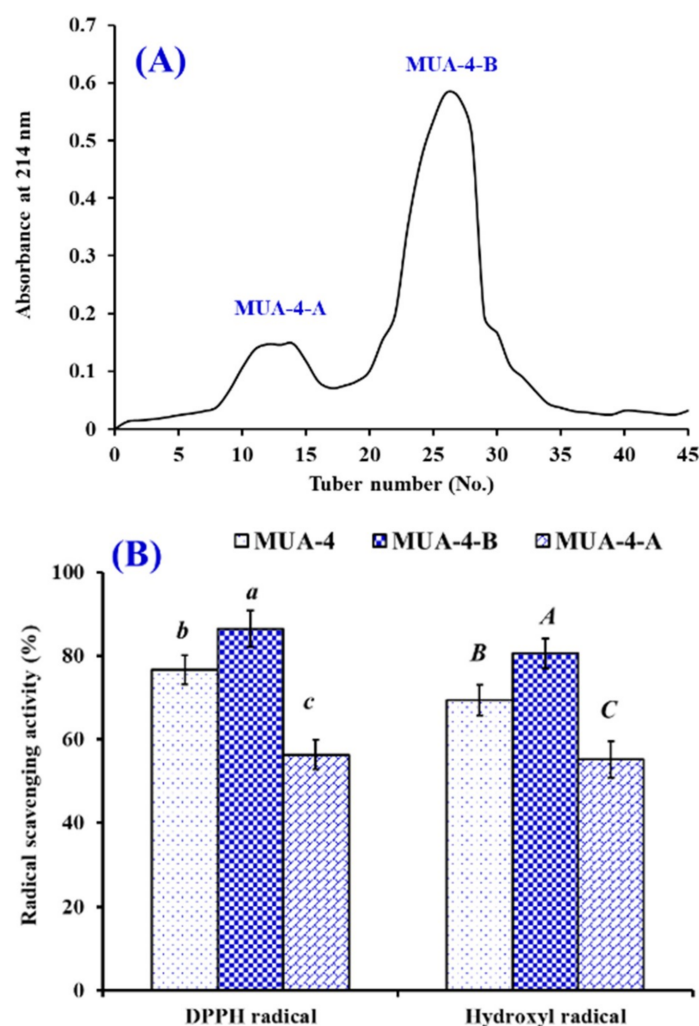 (A)
MUA-4-B
MUA-4-A
Absorbance at 214 nm
0.7
0.6
0.5
0.4
0.3
0.2
0.1
0
0 5 10 15 20 25 30 35 40 45
Tuber number (No.)
(B)
MUA-4 MUA-4-B MUA-4-A
Radical scavenging activity (%)
100
80
60
40
20
0
b a c B A C
DPPH radical Hydroxyl radical